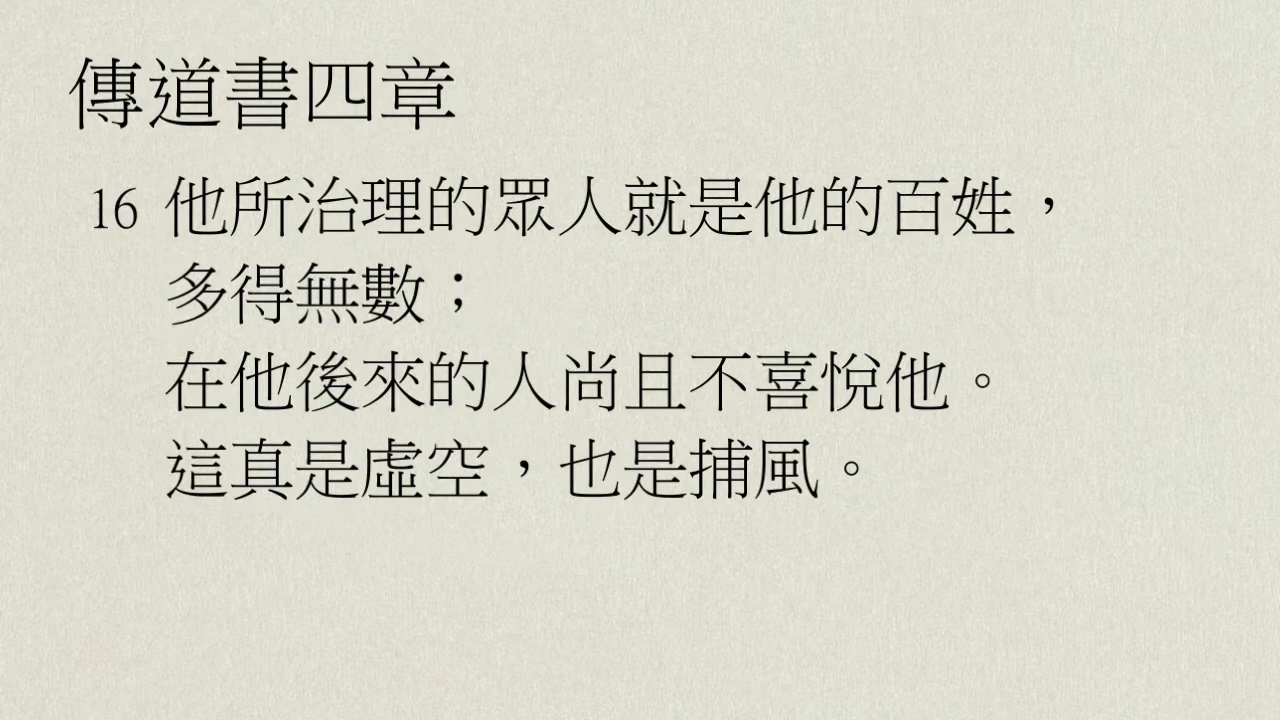 傳道書四章
16 他所治理的眾人就是他的百姓，
多得無數；
在他後來的人尚且不喜悅他。
這真是虛空，也是捕風。